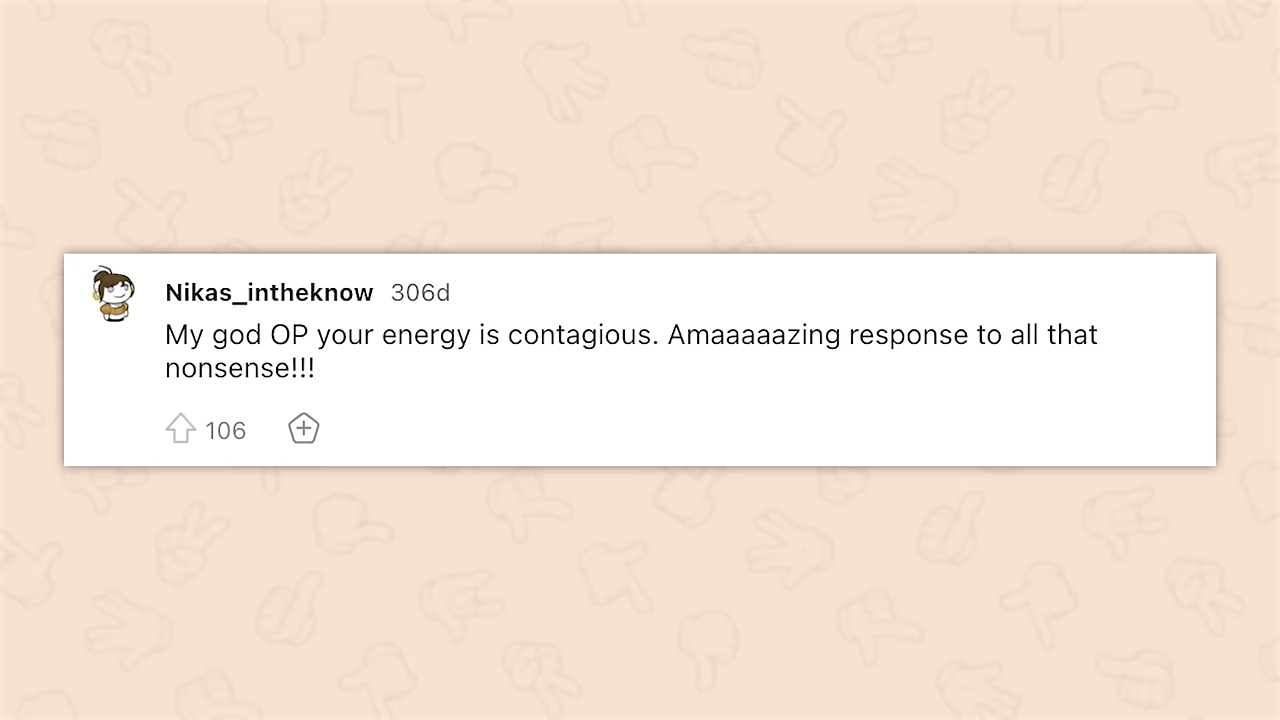 Nikas_intheknow 306d
My god OP your energy is contagious. Amaaaaazing response to all that
nonsense!!!
106